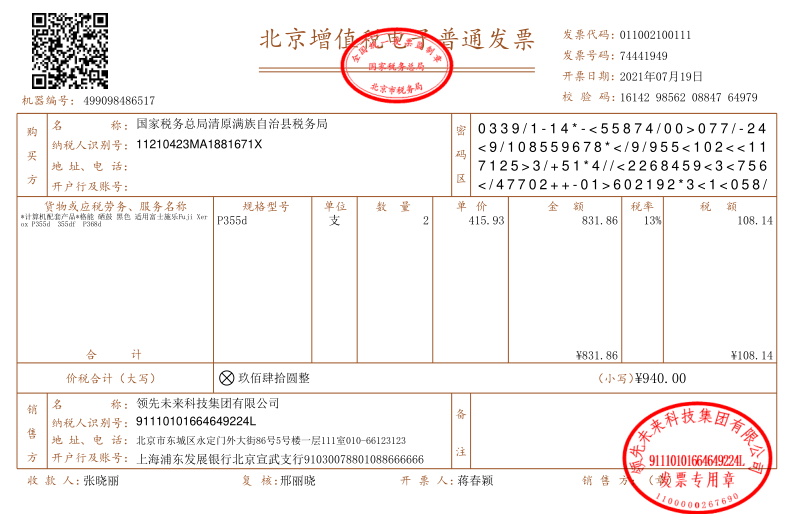 北京增值税电子普通发票
全国统一发票监制章
国家税务总局
北京市税务局
发票代码：011002100111
发票号码：74441949
开票日期：2021年07月19日
校 验 码：16142 98562 08847 64979
机器编号：499098486517
购买方
名 称：国家税务总局清原满族自治县税务局
纳税人识别号：11210423MA1881671X
地 址、电 话：
开户行及账号：
密码区
0339/1-14*-<55874/00>077/-24
<9/108559678*</9/955<102<<11
7125>3/+51*4//<2268459<3<756
</47702++-01>602192*3<1<058/
货物或应税劳务、服务名称 规格型号 单位 数 量 单 价 金 额 税率 税 额
*计算机配套产品*格能 硒鼓 黑色 适用富士施乐Fuji Xer
ox P355d 355df P368d
P355d 支 2 415.93 831.86 13% 108.14
合 计 ¥831.86 ¥108.14
价税合计（大写） ⊗玖佰肆拾圆整 （小写）¥940.00
销售方
名 称：领先未来科技集团有限公司
纳税人识别号：91110101664649224L
地 址、电 话：北京市东城区永定门外大街86号5号楼一层111室010-66123123
开户行及账号：上海浦东发展银行北京宣武支行91030078801088666666
备注
收 款 人：张晓丽 复 核：邢丽晓 开 票 人：蒋春颖 销 售 方：（章）
领先未来科技集团有限公司
91110101664649224L
发票专用章
1100000267690